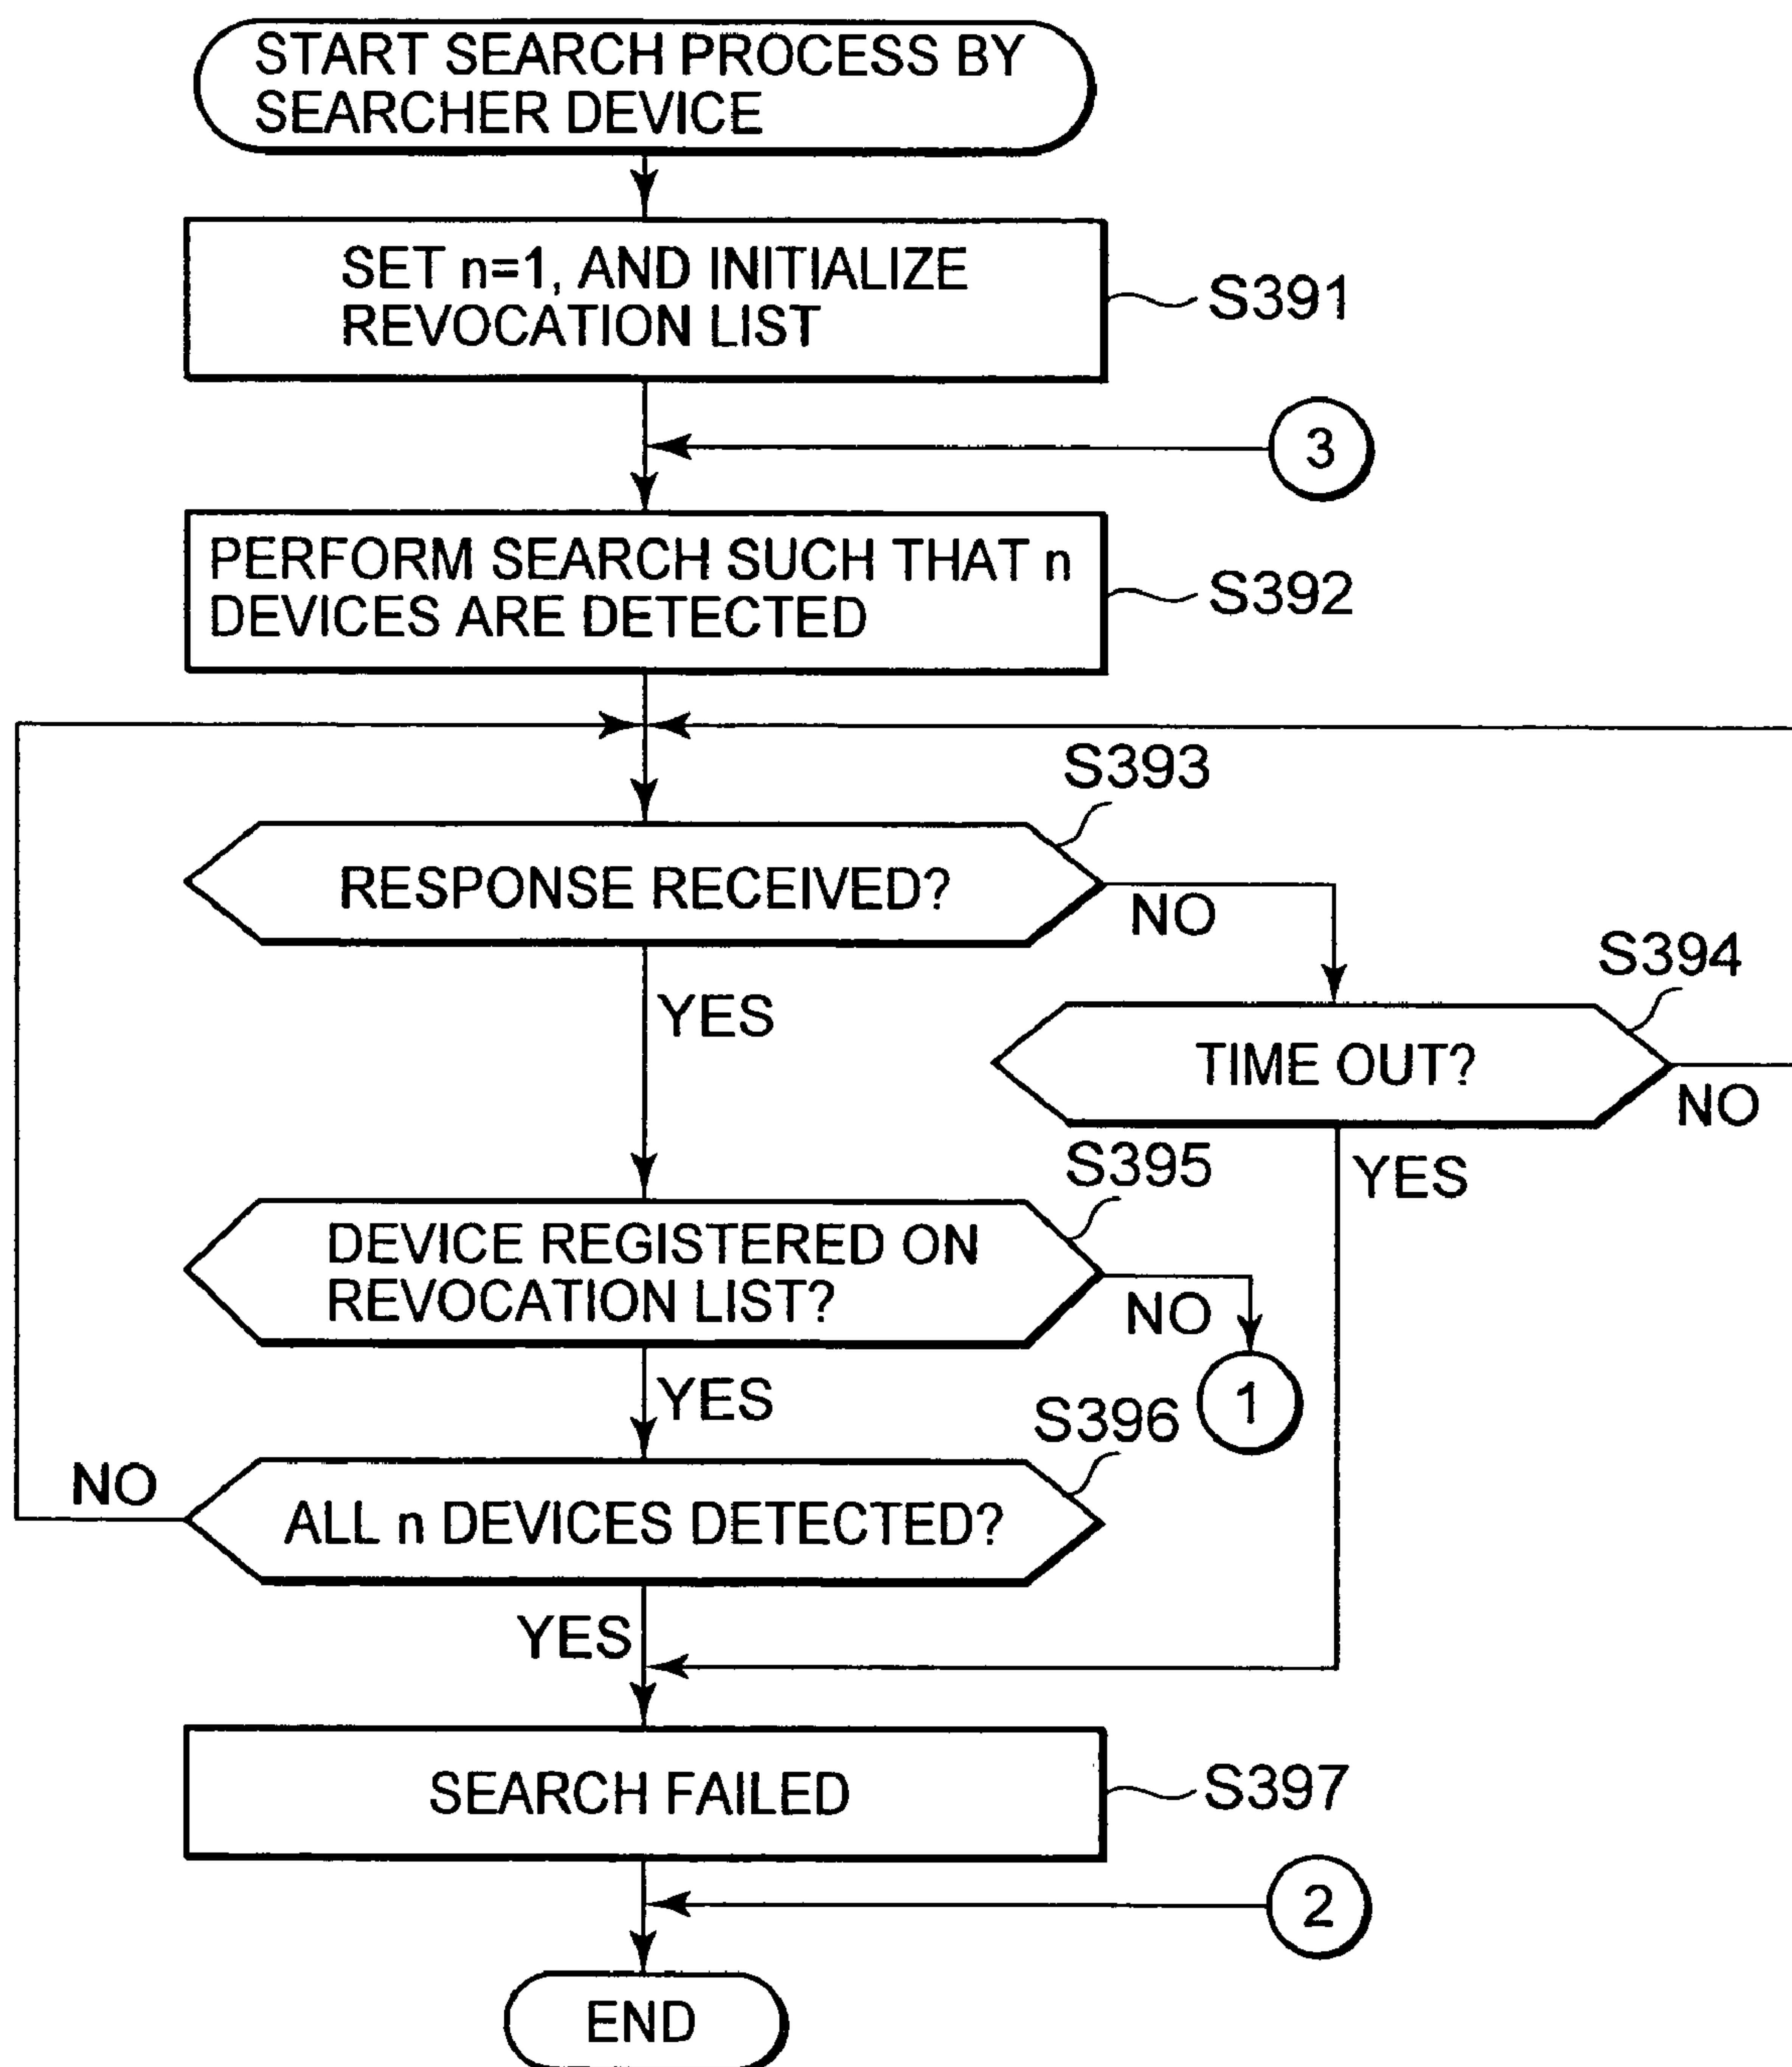 START SEARCH PROCESS BY
SEARCHER DEVICE
SET n=1, AND INITIALIZE
REVOCATION LIST
S391
3
PERFORM SEARCH SUCH THAT n
DEVICES ARE DETECTED
S392
S393
RESPONSE RECEIVED?
NO
S394
YES
TIME OUT?
NO
S395
YES
DEVICE REGISTERED ON
REVOCATION LIST?
NO
1
YES
S396
NO
ALL n DEVICES DETECTED?
YES
SEARCH FAILED
S397
2
END